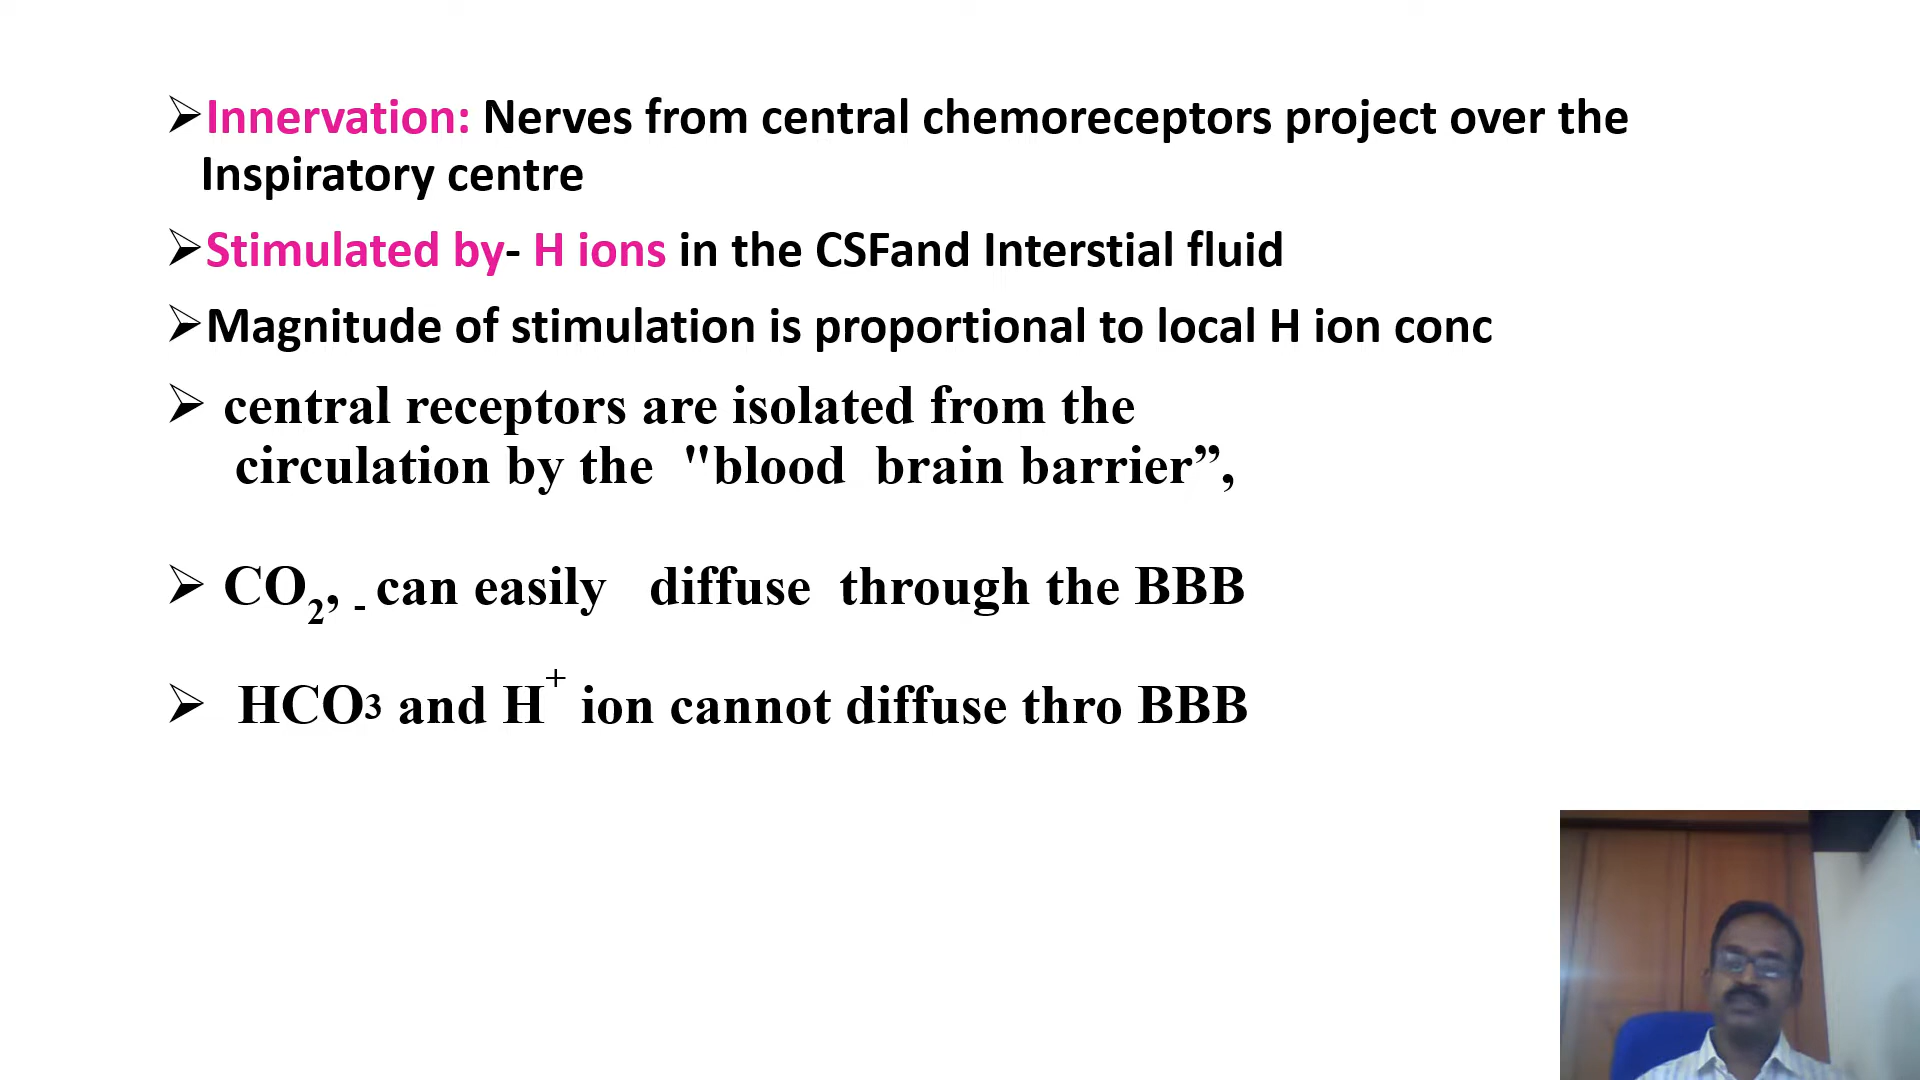 ➢Innervation: Nerves from central chemoreceptors project over the
Inspiratory centre
➢Stimulated by- H ions in the CSFand Interstial fluid
➢Magnitude of stimulation is proportional to local H ion conc
➢ central receptors are isolated from the
circulation by the "blood brain barrier”,
➢ CO₂, - can easily diffuse through the BBB
➢ HCO3 and H⁺ ion cannot diffuse thro BBB